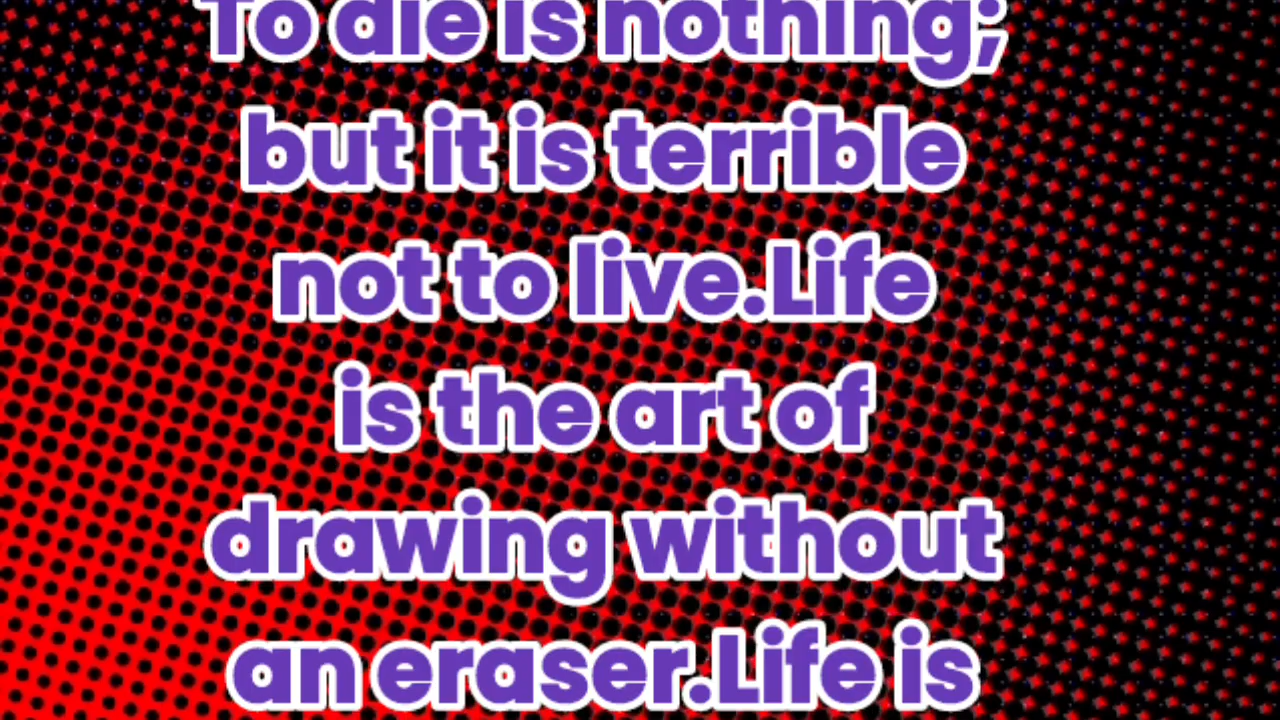 To die is nothing;
but it is terrible
not to live.Life
is the art of
drawing without
an eraser.Life is